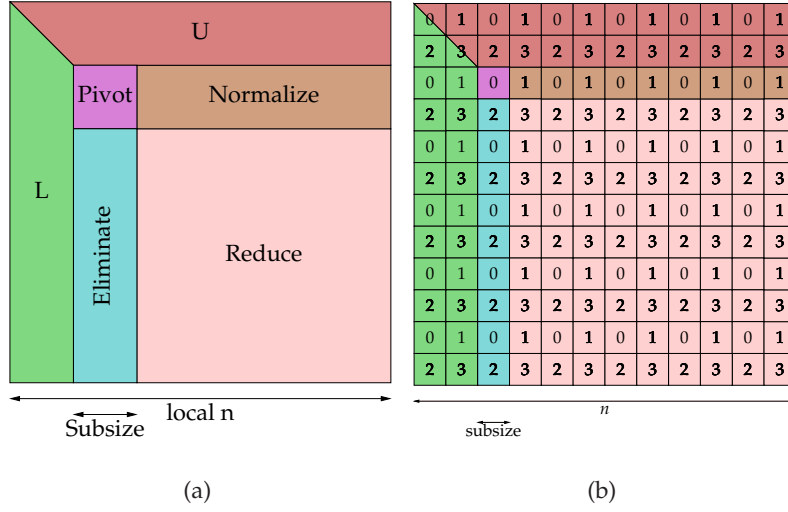 U
Pivot
Normalize
L
Eliminate
Reduce
local n
Subsize
(a)
0 1 0 1 0 1 0 1 0 1 0 1
2 3 2 3 2 3 2 3 2 3 2 3
0 1 0 1 0 1 0 1 0 1 0 1
2 3 2 3 2 3 2 3 2 3 2 3
0 1 0 1 0 1 0 1 0 1 0 1
2 3 2 3 2 3 2 3 2 3 2 3
0 1 0 1 0 1 0 1 0 1 0 1
2 3 2 3 2 3 2 3 2 3 2 3
0 1 0 1 0 1 0 1 0 1 0 1
2 3 2 3 2 3 2 3 2 3 2 3
0 1 0 1 0 1 0 1 0 1 0 1
2 3 2 3 2 3 2 3 2 3 2 3
n
subsize
(b)